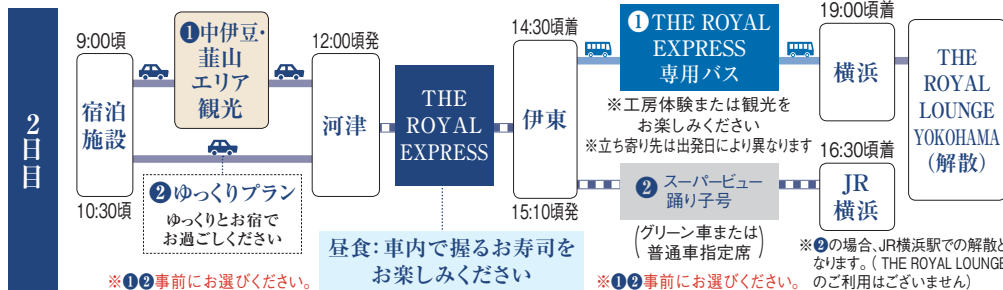 2日目
9:00頃
宿泊
施設
10:30頃
❶中伊豆・
韮山
エリア
観光
❷ゆっくりプラン
ゆっくりとお宿で
お過ごしください
※❶❷事前にお選びください。
12:00頃発
河津
THE
ROYAL
EXPRESS
昼食：車内で握るお寿司を
お楽しみください
14:30頃着
伊東
15:10頃発
❶THE ROYAL
EXPRESS
専用バス
※工房体験または観光を
お楽しみください
※立ち寄り先は出発日により異なります
❷スーパービュー
踊り子号
(グリーン車または
普通車指定席)
※❶❷事前にお選びください。
19:00頃着
横浜
16:30頃着
JR
横浜
THE
ROYAL
LOUNGE
YOKOHAMA
(解散)
※❷の場合、JR横浜駅での解散と
なります。( THE ROYAL LOUNGE
のご利用はございません)